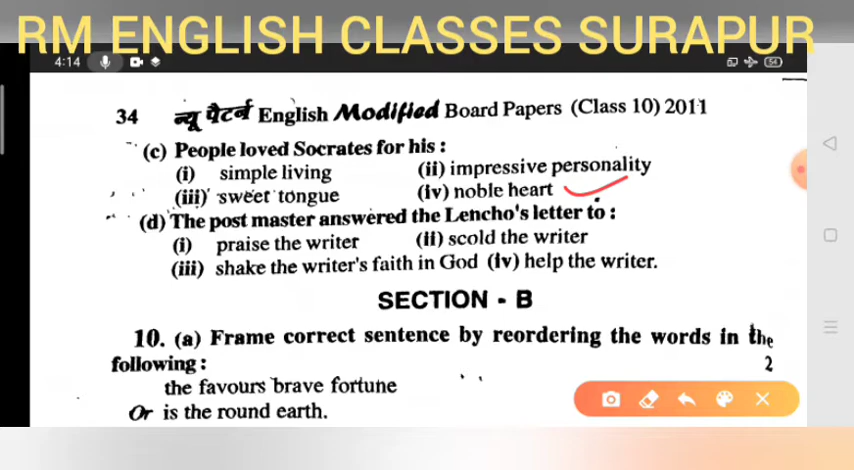 RM ENGLISH CLASSES SURAPUR
4:14
54
34 न्यू पैटर्न English Modified Board Papers (Class 10) 2011
(c) People loved Socrates for his :
(i) simple living (ii) impressive personality
(iii) sweet tongue (iv) noble heart
(d) The post master answered the Lencho's letter to :
(i) praise the writer (ii) scold the writer
(iii) shake the writer's faith in God (iv) help the writer.
SECTION - B
10. (a) Frame correct sentence by reordering the words in the
following : 2
the favours brave fortune
Or is the round earth.